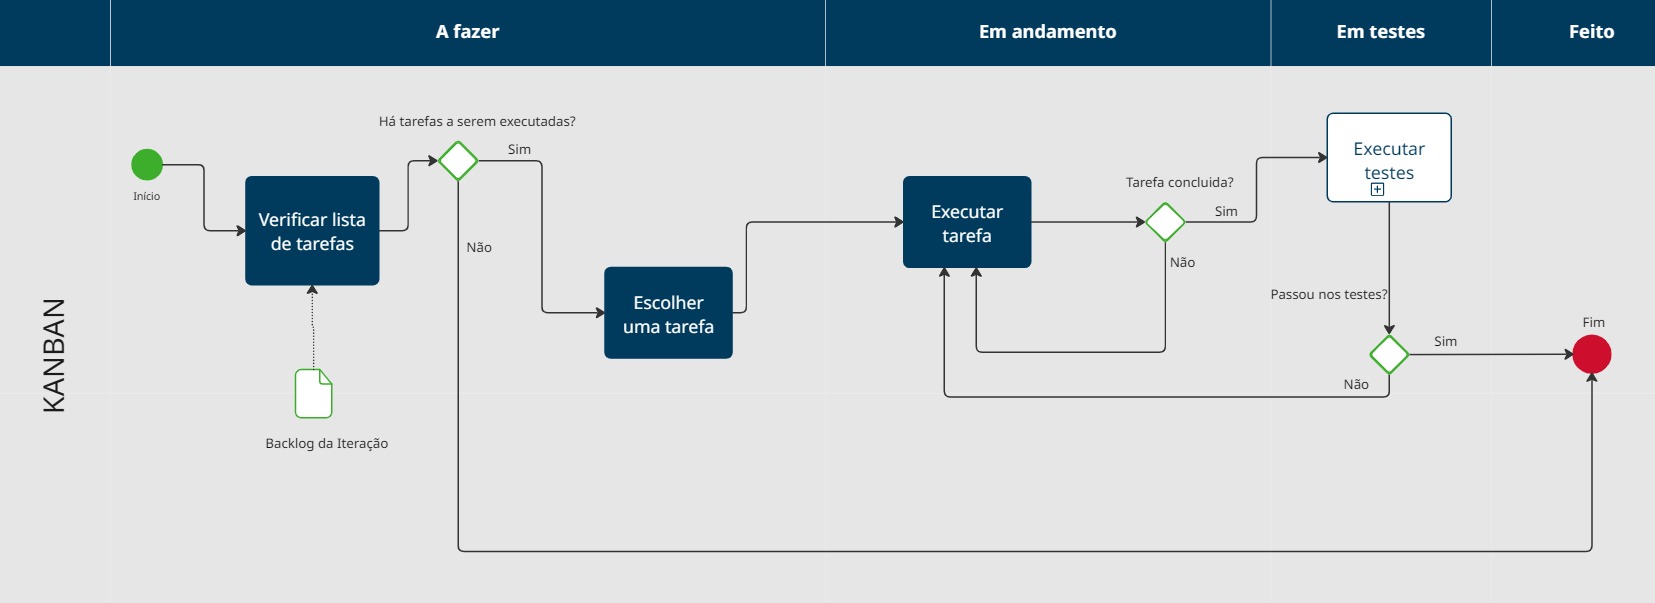 A fazer
Em andamento
Em testes
Feito
KANBAN
Início
Verificar lista
de tarefas
Backlog da Iteração
Há tarefas a serem executadas?
Sim
Não
Escolher
uma tarefa
Executar
tarefa
Tarefa concluida?
Sim
Não
Executar
testes
Passou nos testes?
Sim
Não
Fim